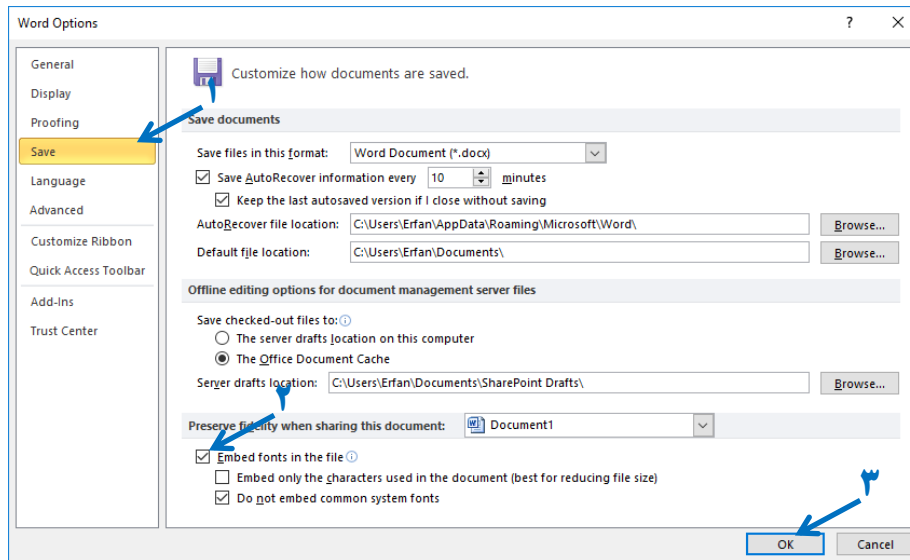 Word Options
?
General
Display
Proofing
Save
Language
Advanced
Customize Ribbon
Quick Access Toolbar
Add-Ins
Trust Center
Customize how documents are saved.
۱
Save documents
Save files in this format: Word Document (*.docx)
Save AutoRecover information every 10 minutes
Keep the last autosaved version if I close without saving
AutoRecover file location: C:\Users\Erfan\AppData\Roaming\Microsoft\Word\ Browse...
Default file location: C:\Users\Erfan\Documents\ Browse...
Offline editing options for document management server files
Save checked-out files to:
The server drafts location on this computer
The Office Document Cache
Server drafts location: C:\Users\Erfan\Documents\SharePoint Drafts\ Browse...
۲
Preserve fidelity when sharing this document: Document1
Embed fonts in the file
Embed only the characters used in the document (best for reducing file size)
Do not embed common system fonts
۳
OK Cancel